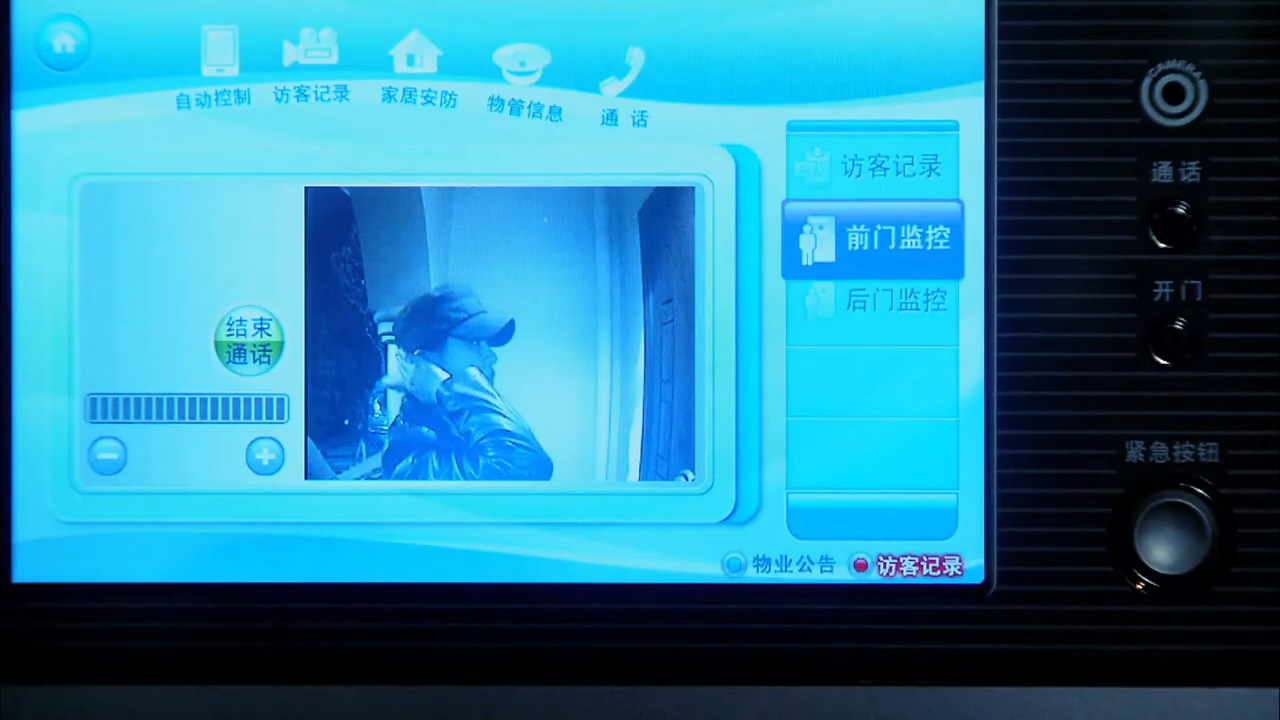 自动控制
访客记录
家居安防
物管信息
通话
访客记录
前门监控
后门监控
结束
通话
物业公告
访客记录
CAMERA
通话
开门
紧急按钮